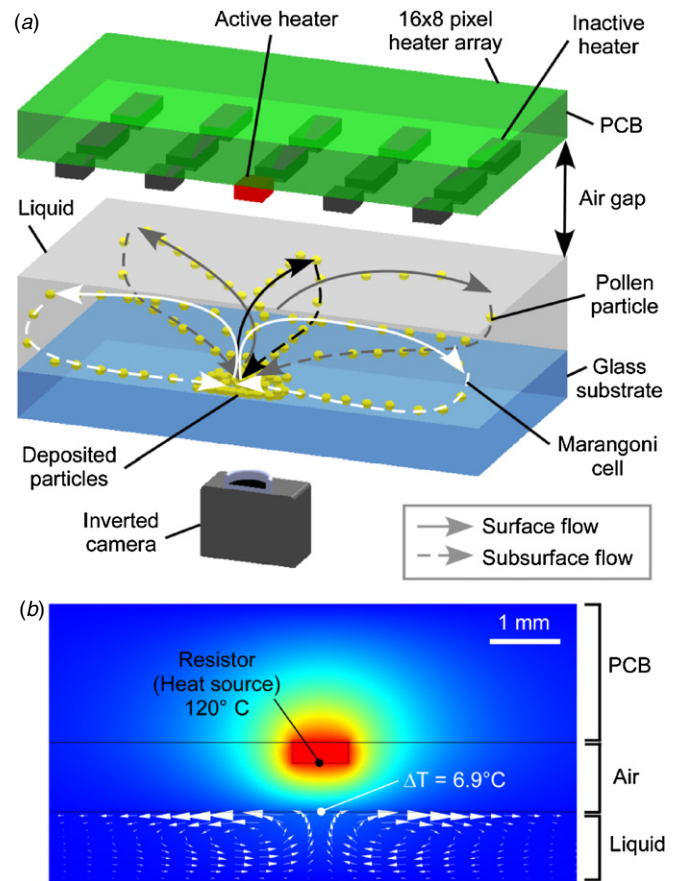 (a)
Active heater
16x8 pixel
heater array
Inactive
heater
PCB
Air gap
Liquid
Pollen
particle
Glass
substrate
Marangoni
cell
Deposited
particles
Inverted
camera
Surface flow
Subsurface flow
(b)
1 mm
Resistor
(Heat source)
120° C
PCB
ΔT = 6.9°C
Air
Liquid